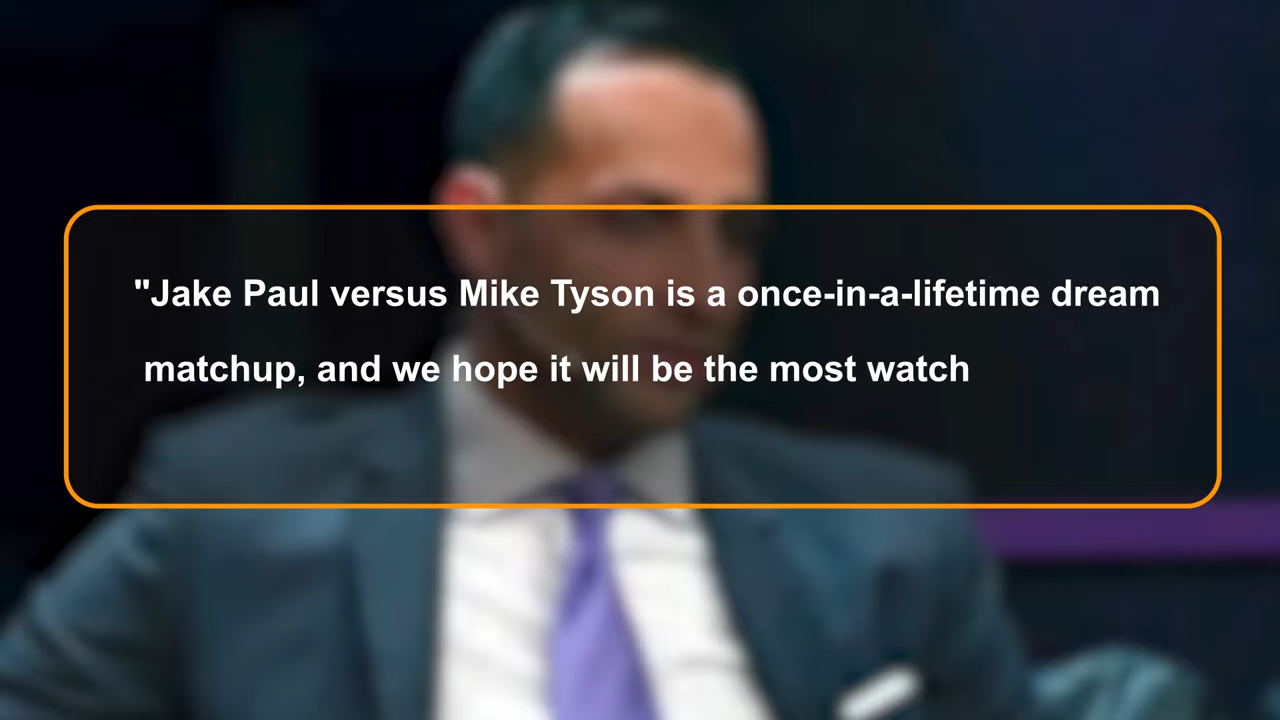 "Jake Paul versus Mike Tyson is a once-in-a-lifetime dream
matchup, and we hope it will be the most watch